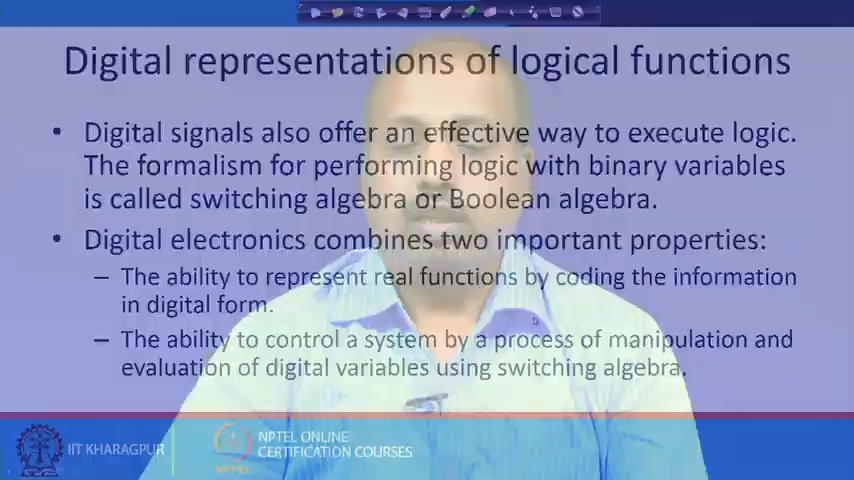 Digital representations of logical functions
• Digital signals also offer an effective way to execute logic.
The formalism for performing logic with binary variables
is called switching algebra or Boolean algebra.
• Digital electronics combines two important properties:
– The ability to represent real functions by coding the information
in digital form.
– The ability to control a system by a process of manipulation and
evaluation of digital variables using switching algebra.
IIT KHARAGPUR
NPTEL
NPTEL ONLINE
CERTIFICATION COURSES